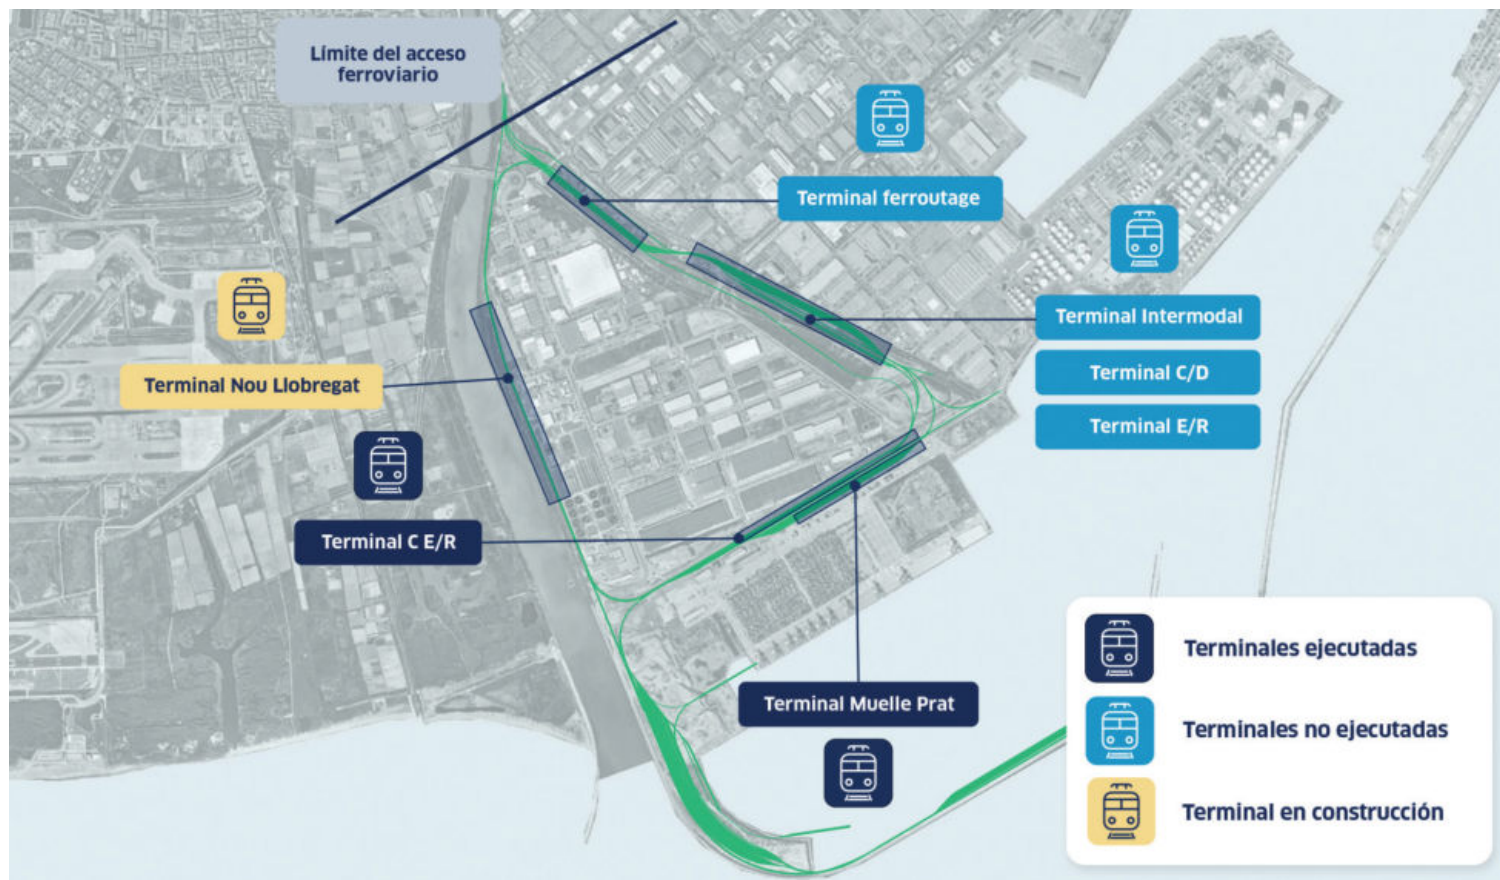 Límite del acceso
ferroviario
Terminal ferroutage
Terminal Intermodal
Terminal C/D
Terminal E/R
Terminal Nou Llobregat
Terminal C E/R
Terminal Muelle Prat
Terminales ejecutadas
Terminales no ejecutadas
Terminal en construcción